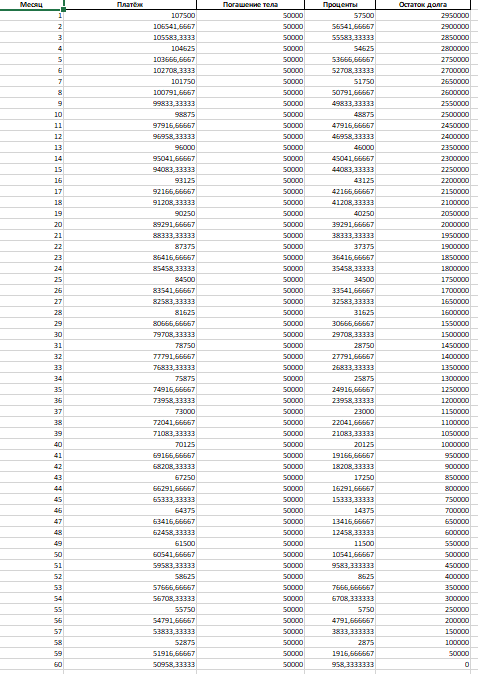 Месяц Платёж Погашение тела Проценты Остаток долга
1 107500 50000 57500 2950000
2 106541,6667 50000 56541,66667 2900000
3 105583,3333 50000 55583,33333 2850000
4 104625 50000 54625 2800000
5 103666,6667 50000 53666,66667 2750000
6 102708,3333 50000 52708,33333 2700000
7 101750 50000 51750 2650000
8 100791,6667 50000 50791,66667 2600000
9 99833,33333 50000 49833,33333 2550000
10 98875 50000 48875 2500000
11 97916,66667 50000 47916,66667 2450000
12 96958,33333 50000 46958,33333 2400000
13 96000 50000 46000 2350000
14 95041,66667 50000 45041,66667 2300000
15 94083,33333 50000 44083,33333 2250000
16 93125 50000 43125 2200000
17 92166,66667 50000 42166,66667 2150000
18 91208,33333 50000 41208,33333 2100000
19 90250 50000 40250 2050000
20 89291,66667 50000 39291,66667 2000000
21 88333,33333 50000 38333,33333 1950000
22 87375 50000 37375 1900000
23 86416,66667 50000 36416,66667 1850000
24 85458,33333 50000 35458,33333 1800000
25 84500 50000 34500 1750000
26 83541,66667 50000 33541,66667 1700000
27 82583,33333 50000 32583,33333 1650000
28 81625 50000 31625 1600000
29 80666,66667 50000 30666,66667 1550000
30 79708,33333 50000 29708,33333 1500000
31 78750 50000 28750 1450000
32 77791,66667 50000 27791,66667 1400000
33 76833,33333 50000 26833,33333 1350000
34 75875 50000 25875 1300000
35 74916,66667 50000 24916,66667 1250000
36 73958,33333 50000 23958,33333 1200000
37 73000 50000 23000 1150000
38 72041,66667 50000 22041,66667 1100000
39 71083,33333 50000 21083,33333 1050000
40 70125 50000 20125 1000000
41 69166,66667 50000 19166,66667 950000
42 68208,33333 50000 18208,33333 900000
43 67250 50000 17250 850000
44 66291,66667 50000 16291,66667 800000
45 65333,33333 50000 15333,33333 750000
46 64375 50000 14375 700000
47 63416,66667 50000 13416,66667 650000
48 62458,33333 50000 12458,33333 600000
49 61500 50000 11500 550000
50 60541,66667 50000 10541,66667 500000
51 59583,33333 50000 9583,333333 450000
52 58625 50000 8625 400000
53 57666,66667 50000 7666,666667 350000
54 56708,33333 50000 6708,333333 300000
55 55750 50000 5750 250000
56 54791,66667 50000 4791,666667 200000
57 53833,33333 50000 3833,333333 150000
58 52875 50000 2875 100000
59 51916,66667 50000 1916,666667 50000
60 50958,33333 50000 958,3333333 0